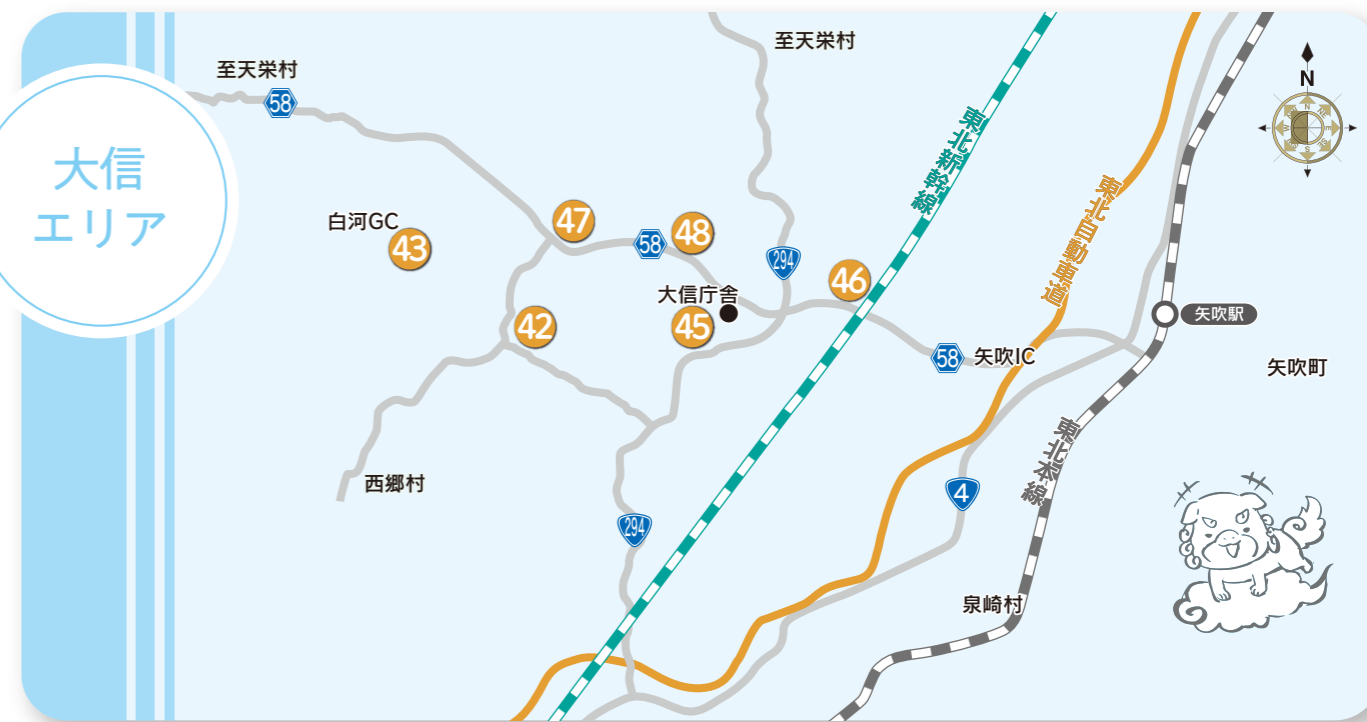 大信
エリア
至天栄村
58
至天栄村
東北新幹線
東北自動車道
N
白河GC
43
47
58
48
294
46
大信庁舎
42
45
58
矢吹IC
矢吹駅
矢吹町
東北本線
西郷村
4
294
泉崎村